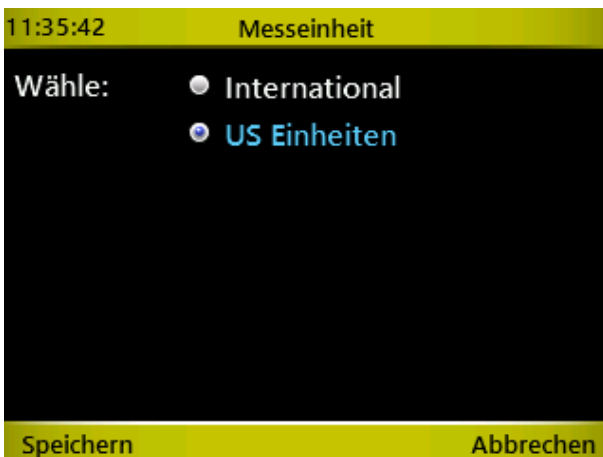 11:35:42 Messeinheit
Wähle: International
US Einheiten
Speichern Abbrechen